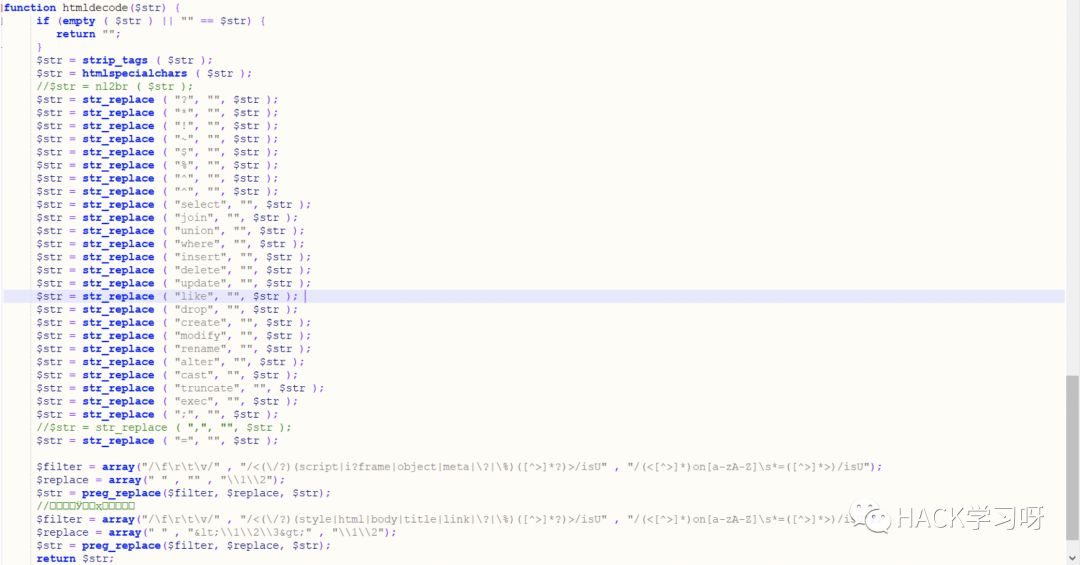 function htmldecode($str) {
if (empty ( $str ) || "" == $str) {
return "";
}
$str = strip_tags ( $str );
$str = htmlspecialchars ( $str );
//$str = nl2br ( $str );
$str = str_replace ( "?", "", $str );
$str = str_replace ( "*", "", $str );
$str = str_replace ( "!", "", $str );
$str = str_replace ( "~", "", $str );
$str = str_replace ( "$", "", $str );
$str = str_replace ( "%", "", $str );
$str = str_replace ( "^", "", $str );
$str = str_replace ( "^", "", $str );
$str = str_replace ( "select", "", $str );
$str = str_replace ( "join", "", $str );
$str = str_replace ( "union", "", $str );
$str = str_replace ( "where", "", $str );
$str = str_replace ( "insert", "", $str );
$str = str_replace ( "delete", "", $str );
$str = str_replace ( "update", "", $str );
$str = str_replace ( "like", "", $str );
$str = str_replace ( "drop", "", $str );
$str = str_replace ( "create", "", $str );
$str = str_replace ( "modify", "", $str );
$str = str_replace ( "rename", "", $str );
$str = str_replace ( "alter", "", $str );
$str = str_replace ( "cast", "", $str );
$str = str_replace ( "truncate", "", $str );
$str = str_replace ( "exec", "", $str );
$str = str_replace ( ";", "", $str );
//$str = str_replace ( ",", "", $str );
$str = str_replace ( "=", "", $str );
$filter = array("/\f\r\t\v/" , "/<(\/?)(script|i?frame|object|meta|\?|\%)([^>]*?)>/isU" , "/(<[^>]*)on[a-zA-Z]\s*=([^>]*>)/isU");
$replace = array(" " , "" , "\\1\\2");
$str = preg_replace($filter, $replace, $str);
//
$filter = array("/\f\r\t\v/" , "/<(\/?)(style|html|body|title|link|\?|\%)([^>]*?)>/isU" , "/(<[^>]*)on[a-zA-Z]\s*=([^>]*>)/isU");
$replace = array(" " , "&lt;\\1\\2\\3&gt;" , "\\1\\2");
$str = preg_replace($filter, $replace, $str);
return $str;
HACK学习呀